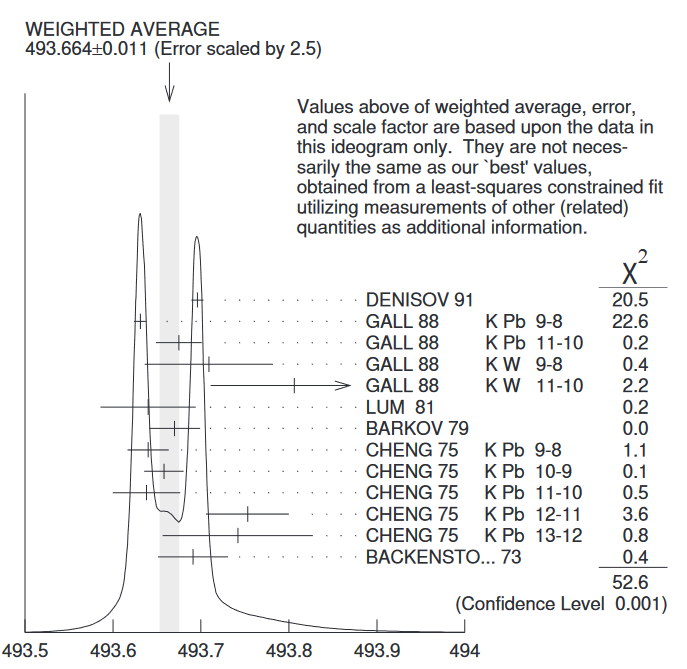 WEIGHTED AVERAGE
493.664±0.011 (Error scaled by 2.5)
Values above of weighted average, error,
and scale factor are based upon the data in
this ideogram only. They are not neces-
sarily the same as our `best' values,
obtained from a least-squares constrained fit
utilizing measurements of other (related)
quantities as additional information.
χ2
DENISOV 91 20.5
GALL 88 K Pb 9-8 22.6
GALL 88 K Pb 11-10 0.2
GALL 88 K W 9-8 0.4
GALL 88 K W 11-10 2.2
LUM 81 0.2
BARKOV 79 0.0
CHENG 75 K Pb 9-8 1.1
CHENG 75 K Pb 10-9 0.1
CHENG 75 K Pb 11-10 0.5
CHENG 75 K Pb 12-11 3.6
CHENG 75 K Pb 13-12 0.8
BACKENSTO... 73 0.4
52.6
(Confidence Level 0.001)
493.5 493.6 493.7 493.8 493.9 494